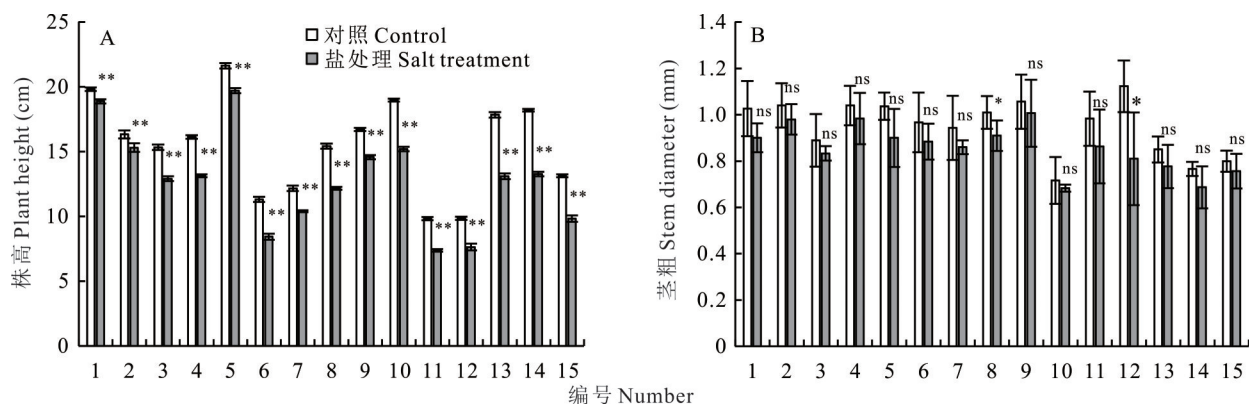 A
对照 Control
盐处理 Salt treatment
株高 Plant height (cm)
25
20
15
10
5
0
** ** ** ** ** ** ** ** ** ** ** ** ** ** **
1 2 3 4 5 6 7 8 9 10 11 12 13 14 15
B
茎粗 Stem diameter (mm)
1.4
1.2
1.0
0.8
0.6
0.4
0.2
0
ns ns ns ns ns ns ns * ns ns ns * ns ns ns
1 2 3 4 5 6 7 8 9 10 11 12 13 14 15
编号 Number